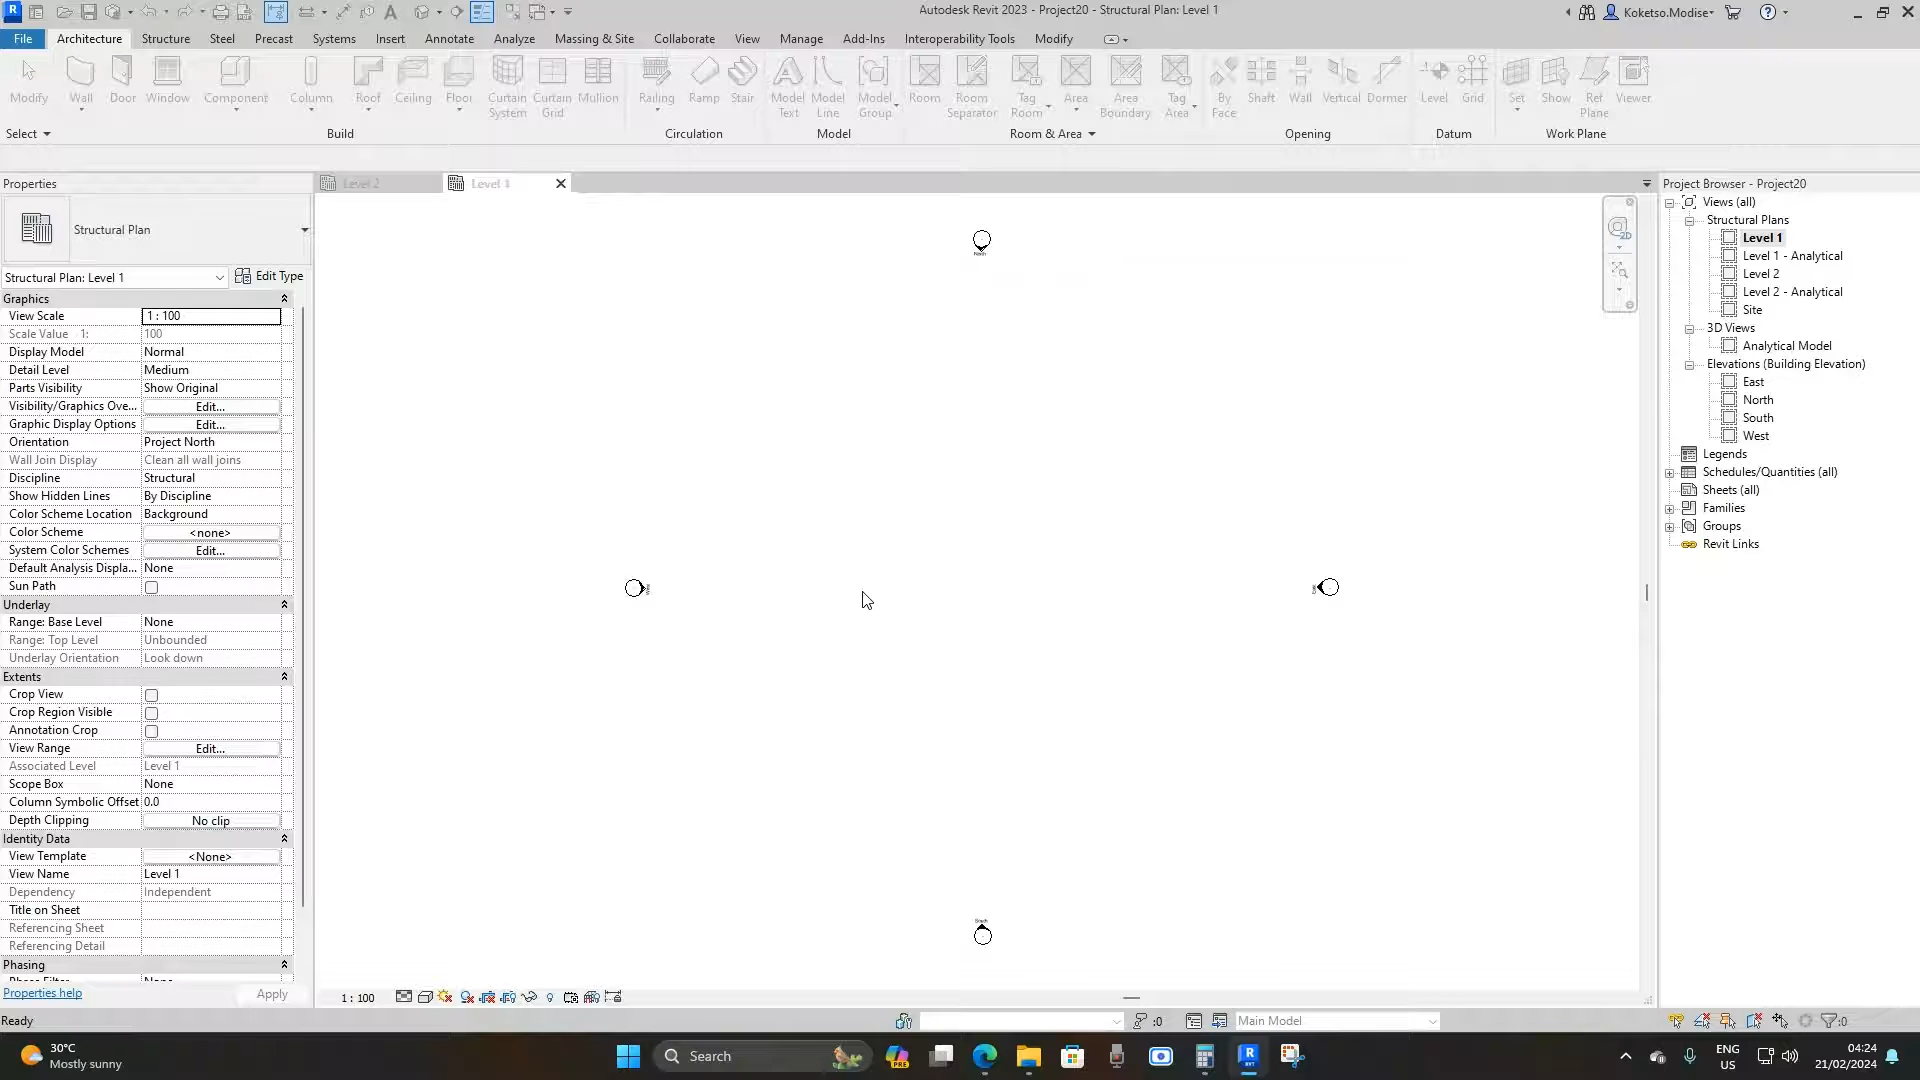 Autodesk Revit 2023 - Project20 - Structural Plan: Level 1
Koketso.Modise
File Architecture Structure Steel Precast Systems Insert Annotate Analyze Massing & Site Collaborate View Manage Add-Ins Interoperability Tools Modify
Modify Wall Door Window Component Column Roof Ceiling Floor Curtain System Curtain Grid Mullion Railing Ramp Stair Model Text Model Line Model Group Room Room Separator Tag Room Area Area Boundary Tag Area By Face Shaft Wall Vertical Dormer Level Grid Set Show Ref Plane Viewer
Select Build Circulation Model Room & Area Opening Datum Work Plane
Properties
Structural Plan
Structural Plan: Level 1 Edit Type
Graphics
View Scale 1 : 100
Scale Value 1: 100
Display Model Normal
Detail Level Medium
Parts Visibility Show Original
Visibility/Graphics Ove... Edit...
Graphic Display Options Edit...
Orientation Project North
Wall Join Display Clean all wall joins
Discipline Structural
Show Hidden Lines By Discipline
Color Scheme Location Background
Color Scheme <none>
System Color Schemes Edit...
Default Analysis Displa... None
Sun Path
Underlay
Range: Base Level None
Range: Top Level Unbounded
Underlay Orientation Look down
Extents
Crop View
Crop Region Visible
Annotation Crop
View Range Edit...
Associated Level Level 1
Scope Box None
Column Symbolic Offset 0.0
Depth Clipping No clip
Identity Data
View Template <None>
View Name Level 1
Dependency Independent
Title on Sheet
Referencing Sheet
Referencing Detail
Phasing
Properties help Apply
Level 2 Level 1
North
South
2D
1 : 100
Project Browser - Project20
Views (all)
Structural Plans
Level 1
Level 1 - Analytical
Level 2
Level 2 - Analytical
Site
3D Views
Analytical Model
Elevations (Building Elevation)
East
North
South
West
Legends
Schedules/Quantities (all)
Sheets (all)
Families
Groups
Revit Links
Ready :0 Main Model :0
30°C
Mostly sunny
Search
ENG
US
04:24
21/02/2024